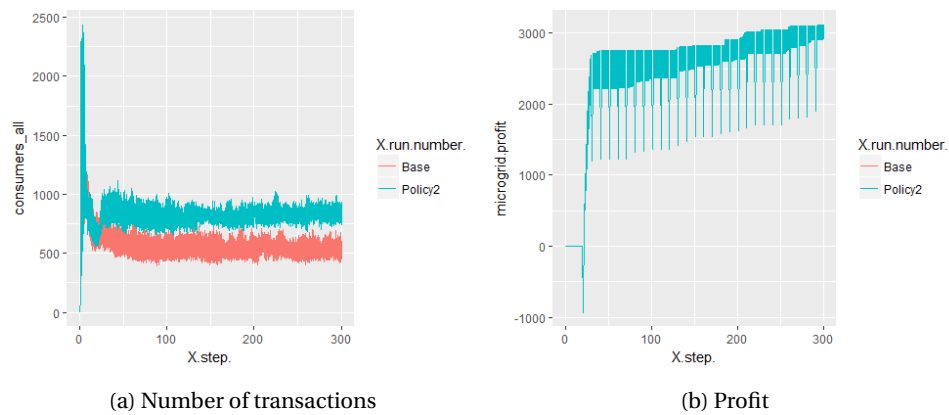 2500
2000
1500
1000
500
0
consumers_all
0
100
200
300
X.step.
X.run.number.
Base
Policy2
(a) Number of transactions
3000
2000
1000
0
-1000
microgrid.profit
0
100
200
300
X.step.
X.run.number.
Base
Policy2
(b) Profit